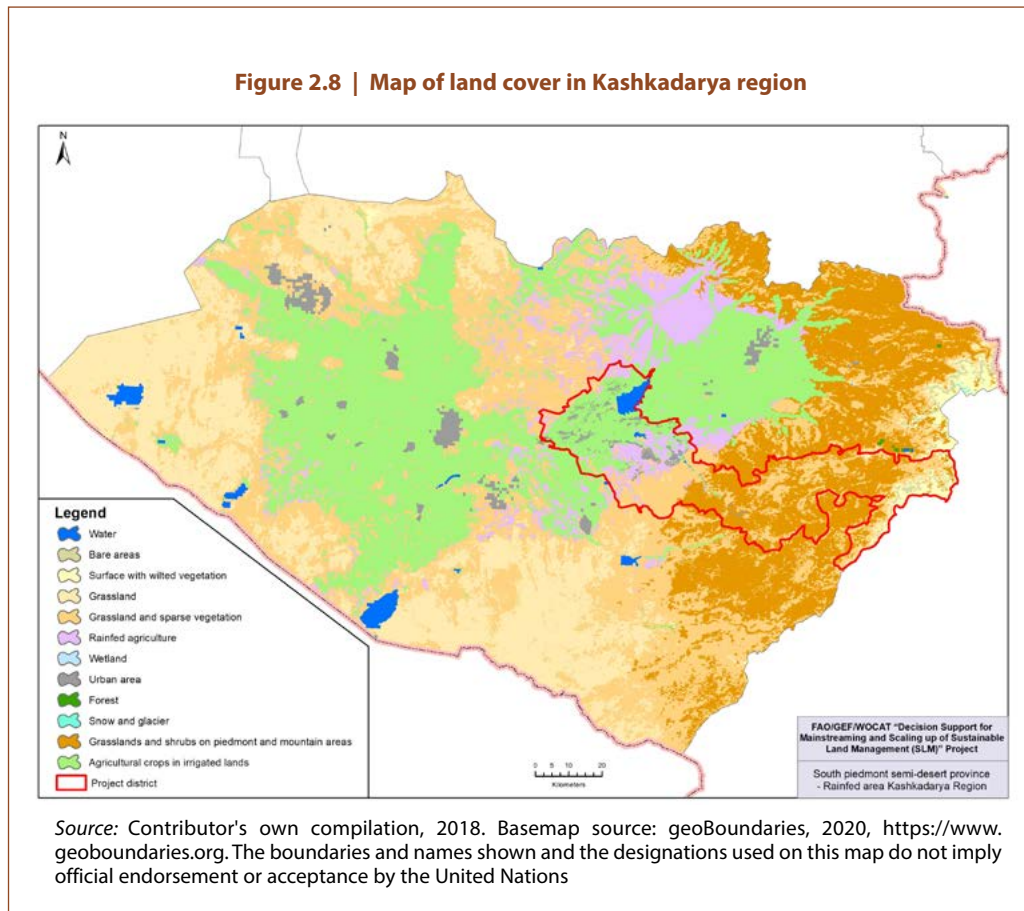 Figure 2.8 | Map of land cover in Kashkadarya region
N
Legend
Water
Bare areas
Surface with wilted vegetation
Grassland
Grassland and sparse vegetation
Rainfed agriculture
Wetland
Urban area
Forest
Snow and glacier
Grasslands and shrubs on piedmont and mountain areas
Agricultural crops in irrigated lands
Project district
0 5 10 20
Kilometers
FAO/GEF/WOCAT "Decision Support for
Mainstreaming and Scaling up of Sustainable
Land Management (SLM)" Project
South piedmont semi-desert province
- Rainfed area Kashkadarya Region
Source: Contributor's own compilation, 2018. Basemap source: geoBoundaries, 2020, https://www.
geoboundaries.org. The boundaries and names shown and the designations used on this map do not imply
official endorsement or acceptance by the United Nations